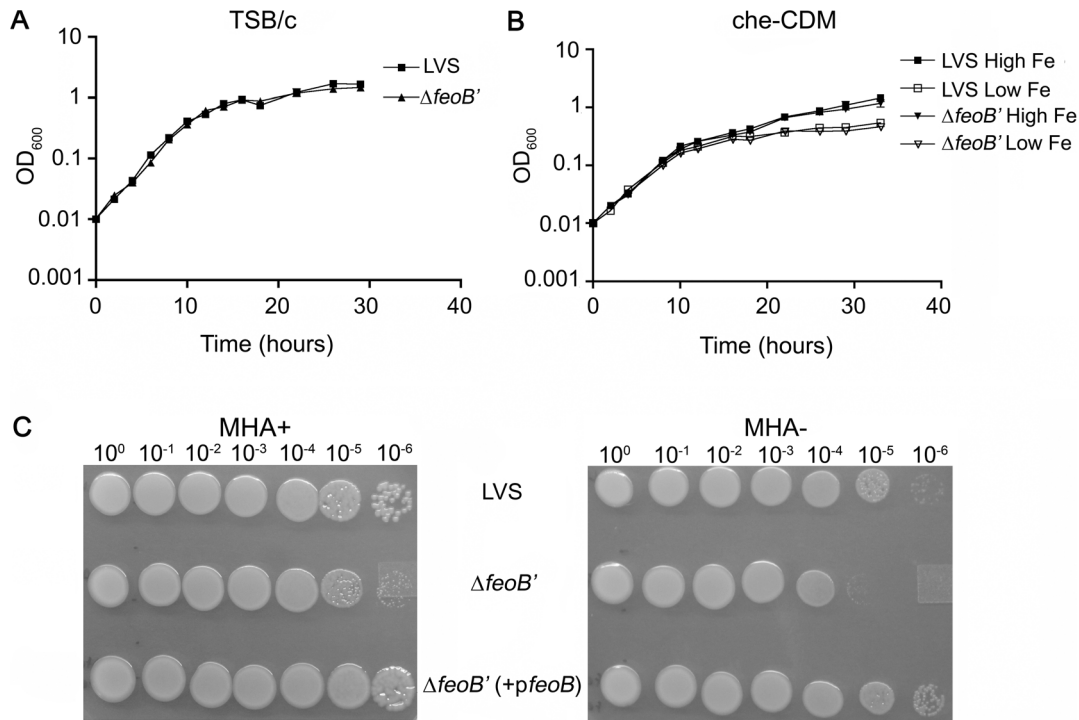 A
TSB/c
10
1
0.1
0.01
0.001
OD600
0
10
20
30
40
Time (hours)
LVS
ΔfeoB’
B
che-CDM
10
1
0.1
0.01
0.001
OD600
0
10
20
30
40
Time (hours)
LVS High Fe
LVS Low Fe
ΔfeoB’ High Fe
ΔfeoB’ Low Fe
C
MHA+
10⁰ 10⁻¹ 10⁻² 10⁻³ 10⁻⁴ 10⁻⁵ 10⁻⁶
MHA-
10⁰ 10⁻¹ 10⁻² 10⁻³ 10⁻⁴ 10⁻⁵ 10⁻⁶
LVS
ΔfeoB’
ΔfeoB’ (+pfeoB)